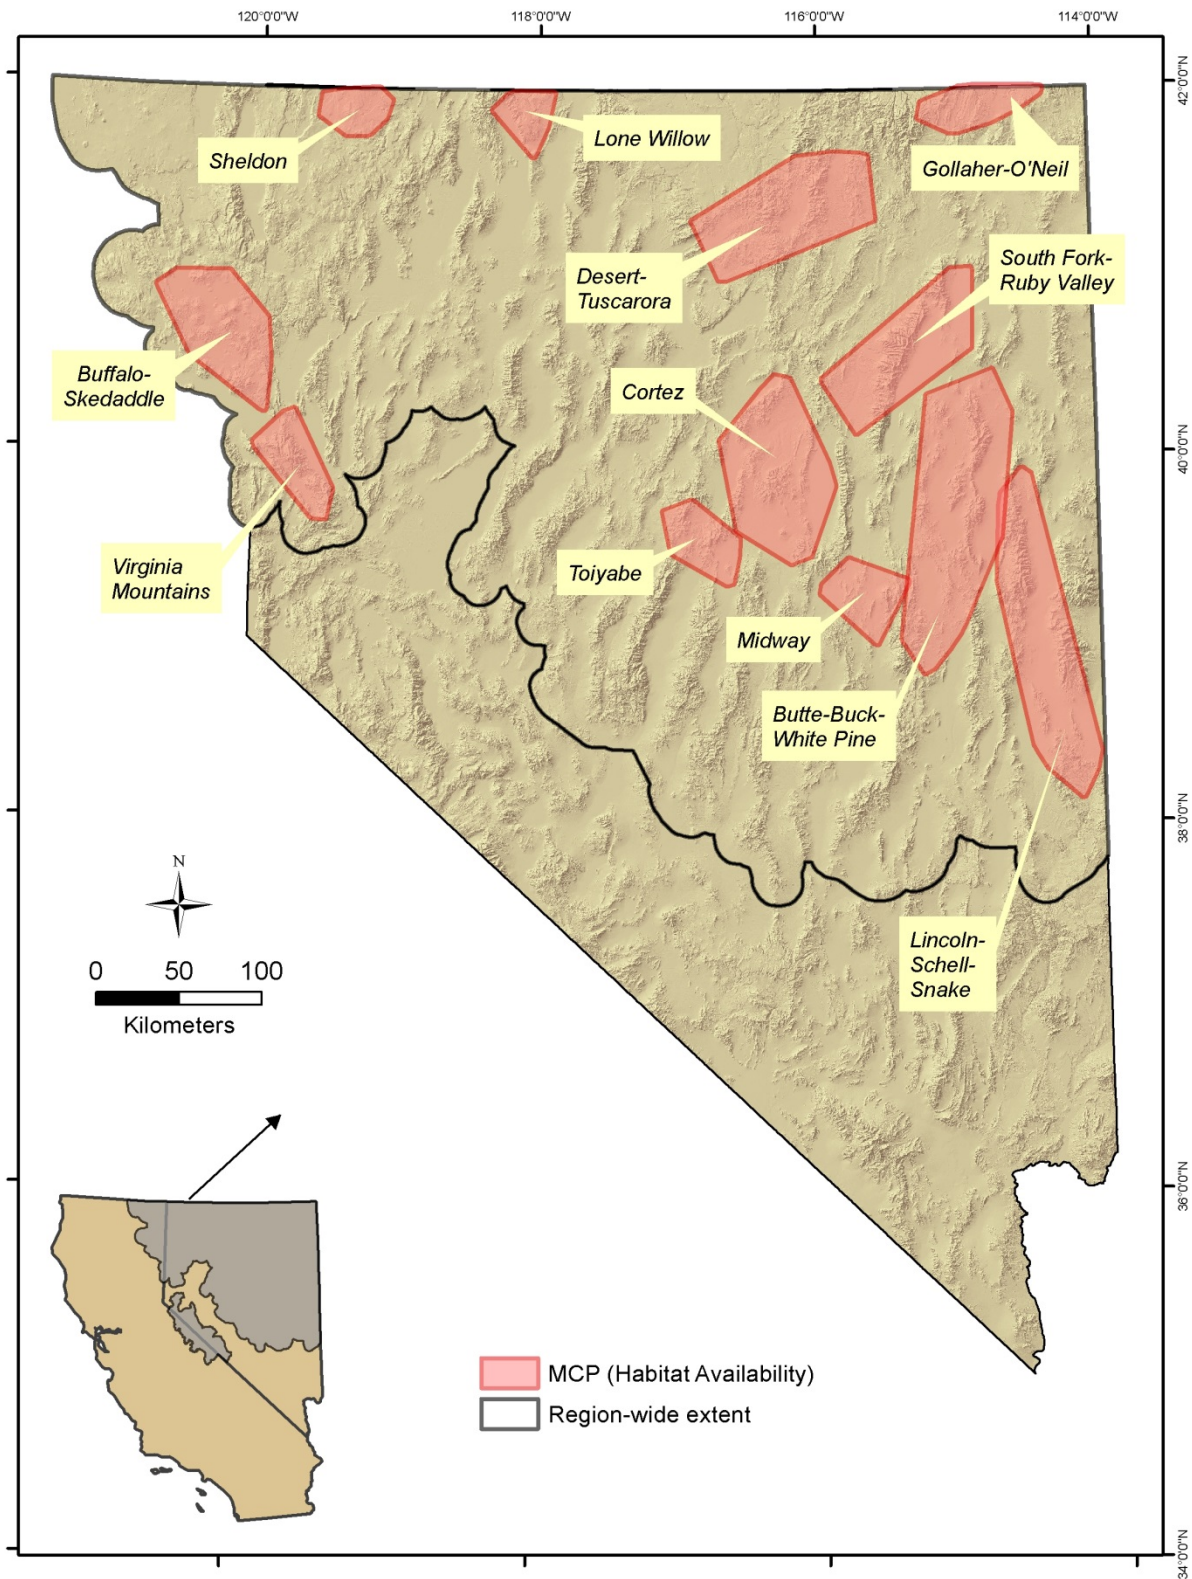 120°0'0"W
118°0'0"W
116°0'0"W
114°0'0"W
42°0'0"N
Sheldon
Lone Willow
Gollaher-O'Neil
Desert-
Tuscarora
South Fork-
Ruby Valley
Buffalo-
Skedaddle
Cortez
40°0'0"N
Virginia
Mountains
Toiyabe
Midway
Butte-Buck-
White Pine
38°0'0"N
N
Lincoln-
Schell-
Snake
0 50 100
Kilometers
36°0'0"N
MCP (Habitat Availability)
Region-wide extent
34°0'0"N